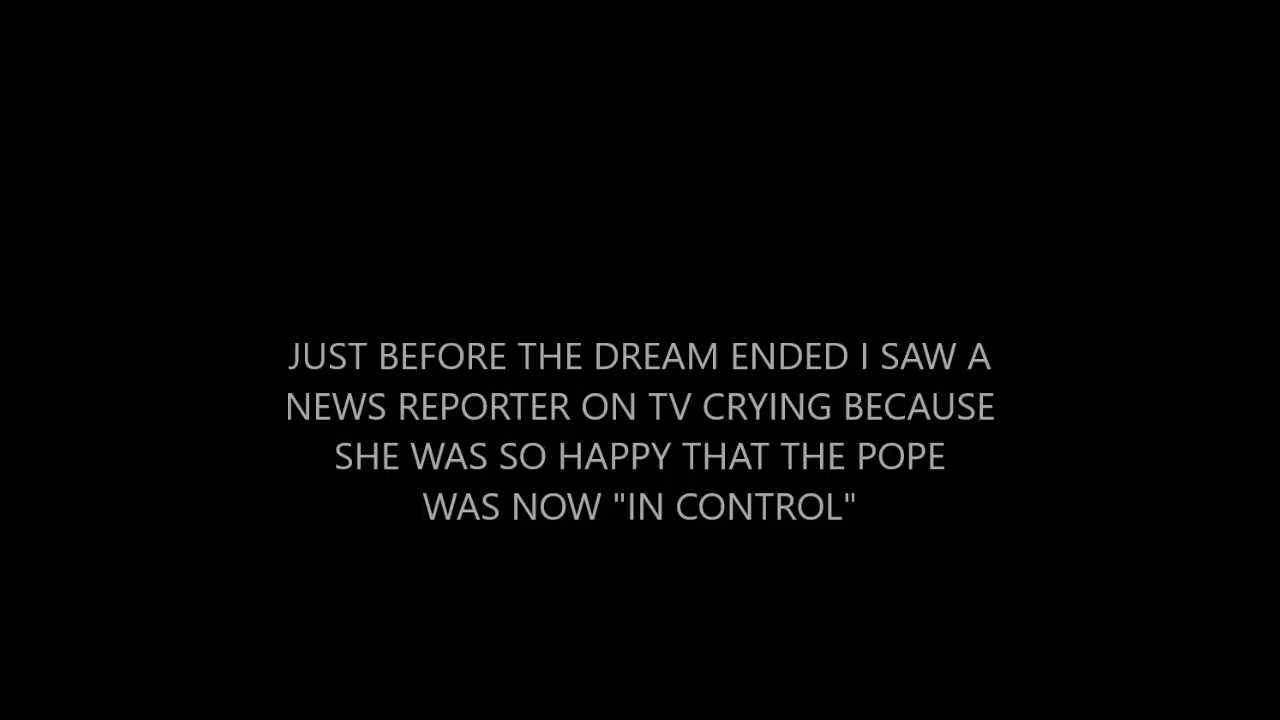 JUST BEFORE THE DREAM ENDED I SAW A
NEWS REPORTER ON TV CRYING BECAUSE
SHE WAS SO HAPPY THAT THE POPE
WAS NOW "IN CONTROL"